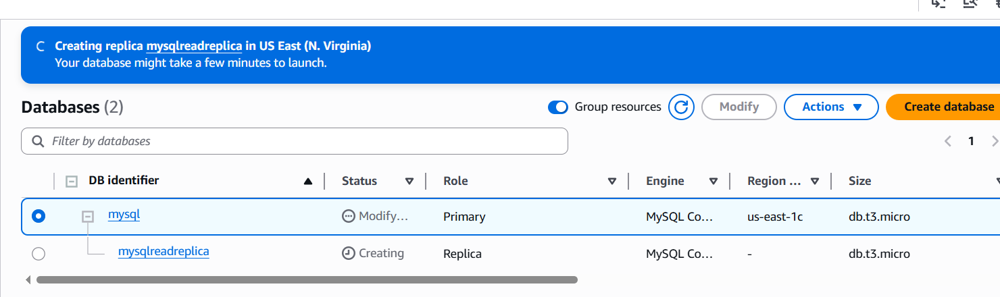 Creating replica mysqlreadreplica in US East (N. Virginia)
Your database might take a few minutes to launch.
Databases (2)
Group resources
Modify
Actions
Create database
Filter by databases
1
DB identifier Status Role Engine Region ... Size
mysql Modify... Primary MySQL Co... us-east-1c db.t3.micro
mysqlreadreplica Creating Replica MySQL Co... - db.t3.micro